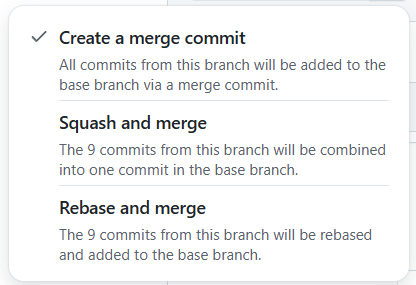 Create a merge commit
All commits from this branch will be added to the
base branch via a merge commit.
Squash and merge
The 9 commits from this branch will be combined
into one commit in the base branch.
Rebase and merge
The 9 commits from this branch will be rebased
and added to the base branch.